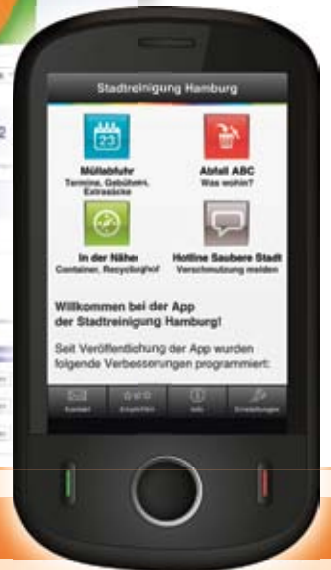 Stadtreinigung Hamburg
23
Müllabfuhr
Termine, Gebühren,
Extrasäcke
Abfall ABC
Was wohin?
In der Nähe
Container, Recyclinghof
Hotline Saubere Stadt
Verschmutzung melden
Willkommen bei der App
der Stadtreinigung Hamburg!
Seit Veröffentlichung der App wurden
folgende Verbesserungen programmiert:
Kontakt
Empfehlen
Info
Einstellungen